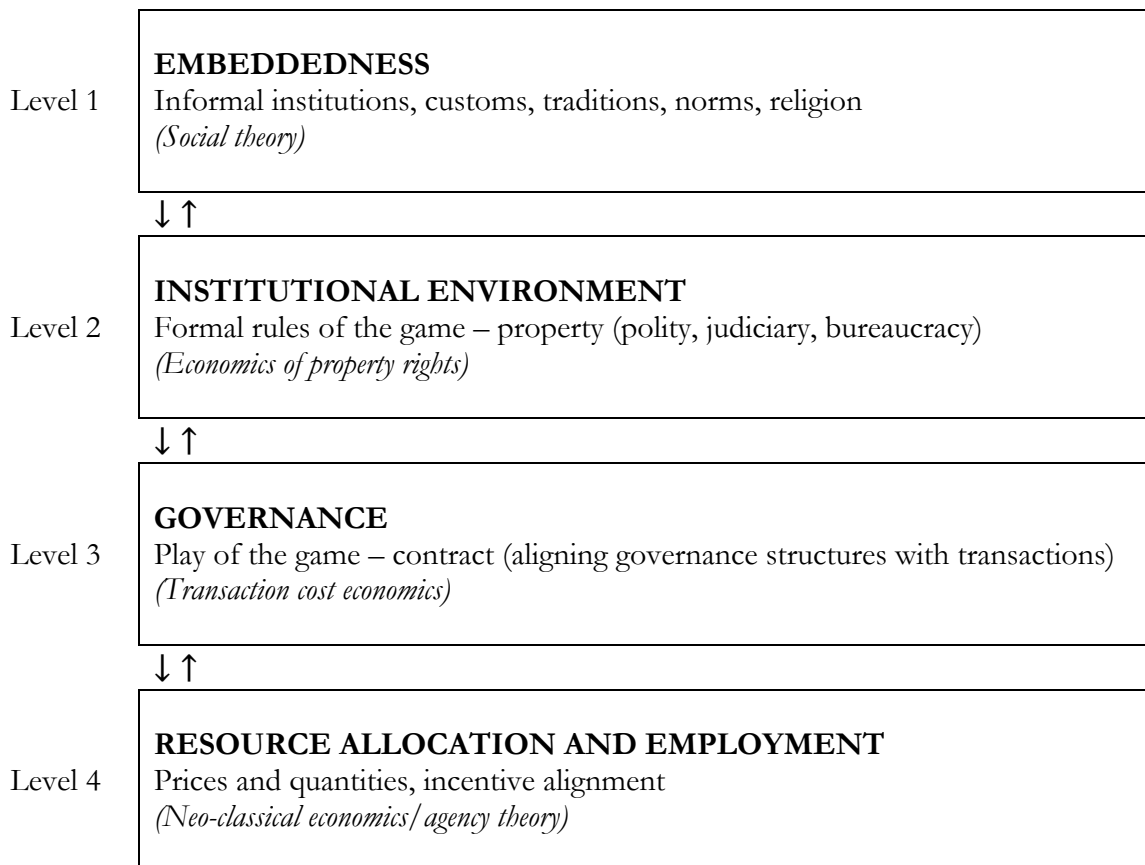 EMBEDDEDNESS
Level 1 Informal institutions, customs, traditions, norms, religion
(Social theory)
↓ ↑
INSTITUTIONAL ENVIRONMENT
Level 2 Formal rules of the game – property (polity, judiciary, bureaucracy)
(Economics of property rights)
↓ ↑
GOVERNANCE
Level 3 Play of the game – contract (aligning governance structures with transactions)
(Transaction cost economics)
↓ ↑
RESOURCE ALLOCATION AND EMPLOYMENT
Level 4 Prices and quantities, incentive alignment
(Neo-classical economics/agency theory)